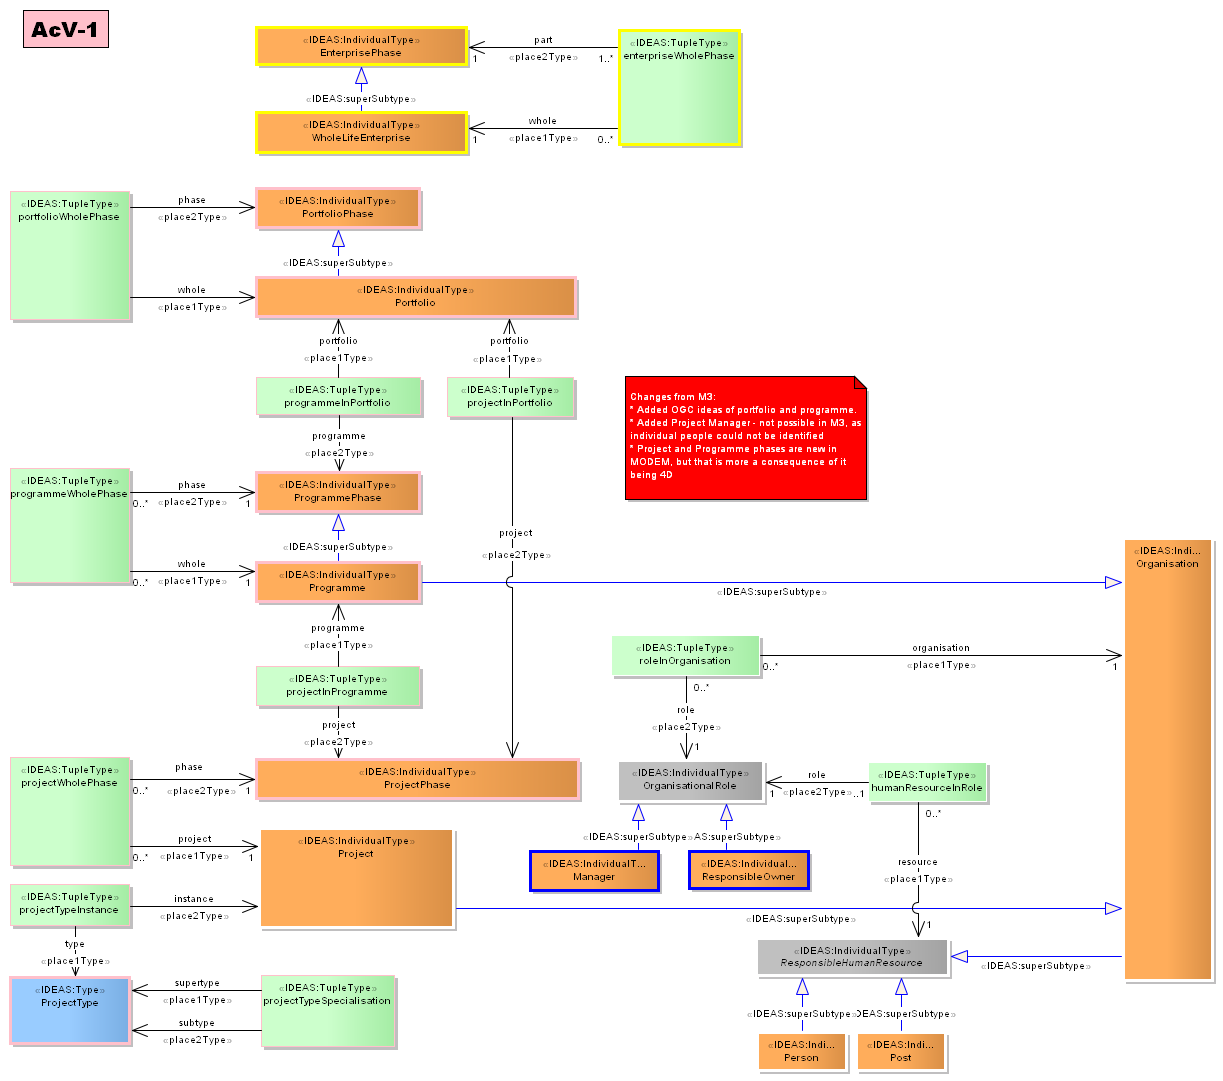 AcV-1
«IDEAS:IndividualType»
EnterprisePhase
part
«place2Type»
1
1..*
«IDEAS:TupleType»
enterpriseWholePhase
«IDEAS:superSubtype»
«IDEAS:IndividualType»
WholeLifeEnterprise
whole
«place1Type»
1
0..*
«IDEAS:TupleType»
portfolioWholePhase
phase
«place2Type»
«IDEAS:IndividualType»
PortfolioPhase
«IDEAS:superSubtype»
whole
«place1Type»
«IDEAS:IndividualType»
Portfolio
portfolio
«place1Type»
portfolio
«place1Type»
«IDEAS:TupleType»
programmeInPortfolio
«IDEAS:TupleType»
projectInPortfolio
Changes from M3:
* Added OGC ideas of portfolio and programme.
* Added Project Manager - not possible in M3, as
individual people could not be identified
* Project and Programme phases are new in
MODEM, but that is more a consequence of it
being 4D
programme
«place2Type»
«IDEAS:TupleType»
programmeWholePhase
phase
«place2Type»
0..*
1
«IDEAS:IndividualType»
ProgrammePhase
project
«place2Type»
«IDEAS:superSubtype»
whole
«place1Type»
0..*
1
«IDEAS:IndividualType»
Programme
«IDEAS:superSubtype»
«IDEAS:Indi...
Organisation
programme
«place1Type»
«IDEAS:TupleType»
roleInOrganisation
organisation
«place1Type»
0..*
1
«IDEAS:TupleType»
projectInProgramme
0..*
role
«place2Type»
1
project
«place2Type»
«IDEAS:TupleType»
projectWholePhase
phase
«place2Type»
0..*
1
«IDEAS:IndividualType»
ProjectPhase
«IDEAS:IndividualType»
OrganisationalRole
role
«place2Type»
1
..1
«IDEAS:TupleType»
humanResourceInRole
0..*
project
«place1Type»
0..*
1
«IDEAS:IndividualType»
Project
«IDEAS:superSubtype»
AS:superSubtype»
«IDEAS:IndividualT...
Manager
«IDEAS:Individual...
ResponsibleOwner
resource
«place1Type»
1
«IDEAS:TupleType»
projectTypeInstance
instance
«place2Type»
«IDEAS:superSubtype»
type
«place1Type»
«IDEAS:IndividualType»
ResponsibleHumanResource
«IDEAS:superSubtype»
«IDEAS:Type»
ProjectType
supertype
«place1Type»
subtype
«place2Type»
«IDEAS:TupleType»
projectTypeSpecialisation
«IDEAS:superSubtype»
DEAS:superSubtype»
«IDEAS:Indi...
Person
«IDEAS:Indi...
Post